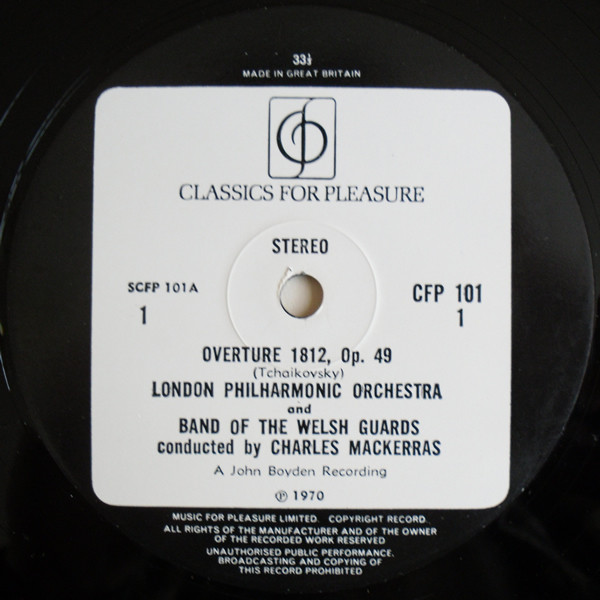 33⅓
MADE IN GREAT BRITAIN
CLASSICS FOR PLEASURE
STEREO
SCFP 101A
1
CFP 101
1
OVERTURE 1812, Op. 49
(Tchaikovsky)
LONDON PHILHARMONIC ORCHESTRA
and
BAND OF THE WELSH GUARDS
conducted by CHARLES MACKERRAS
A John Boyden Recording
℗ 1970
MUSIC FOR PLEASURE LIMITED. COPYRIGHT RECORD.
ALL RIGHTS OF THE MANUFACTURER AND OF THE OWNER
OF THE RECORDED WORK RESERVED
UNAUTHORISED PUBLIC PERFORMANCE,
BROADCASTING AND COPYING OF
THIS RECORD PROHIBITED